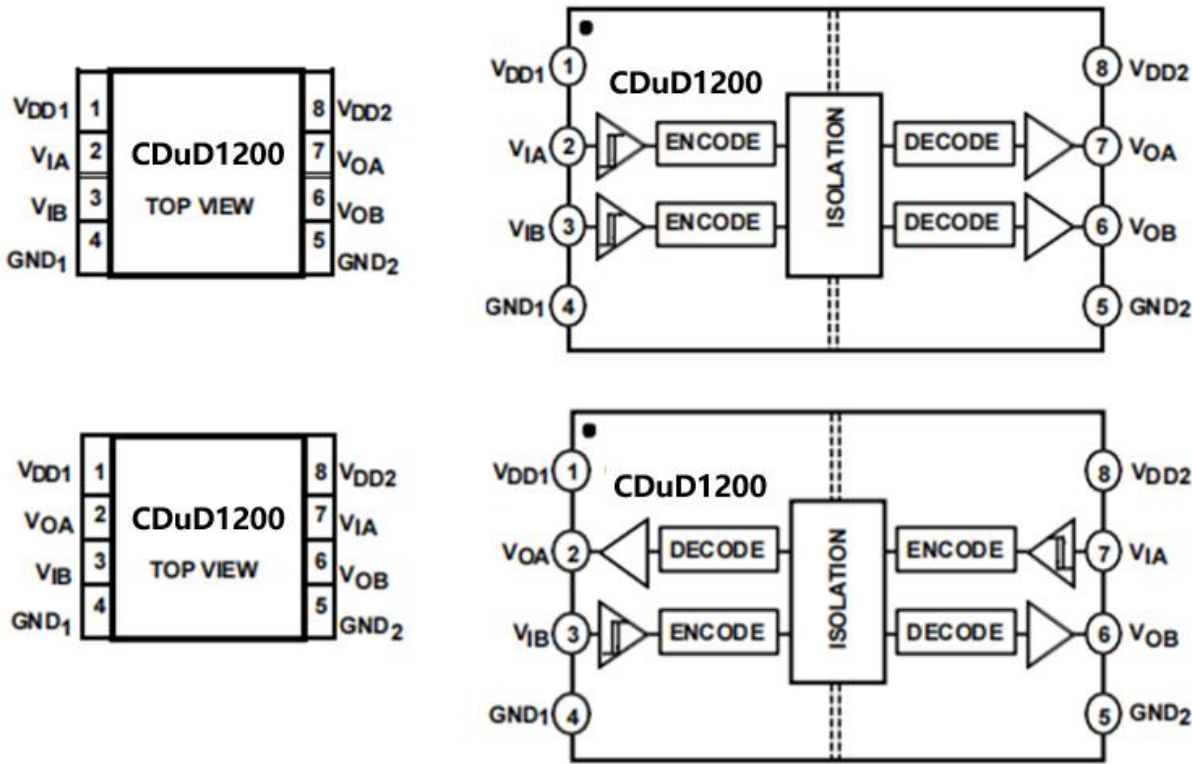 VDD1 1 8 VDD2
VIA 2 CDuD1200 7 VOA
VIB 3 TOP VIEW 6 VOB
GND1 4 5 GND2
VDD1 1 CDuD1200 8 VDD2
VIA 2 ENCODE ISOLATION DECODE 7 VOA
VIB 3 ENCODE DECODE 6 VOB
GND1 4 5 GND2
VDD1 1 8 VDD2
VOA 2 CDuD1200 7 VIA
VIB 3 TOP VIEW 6 VOB
GND1 4 5 GND2
VDD1 1 CDuD1200 8 VDD2
VOA 2 DECODE ISOLATION ENCODE 7 VIA
VIB 3 ENCODE DECODE 6 VOB
GND1 4 5 GND2